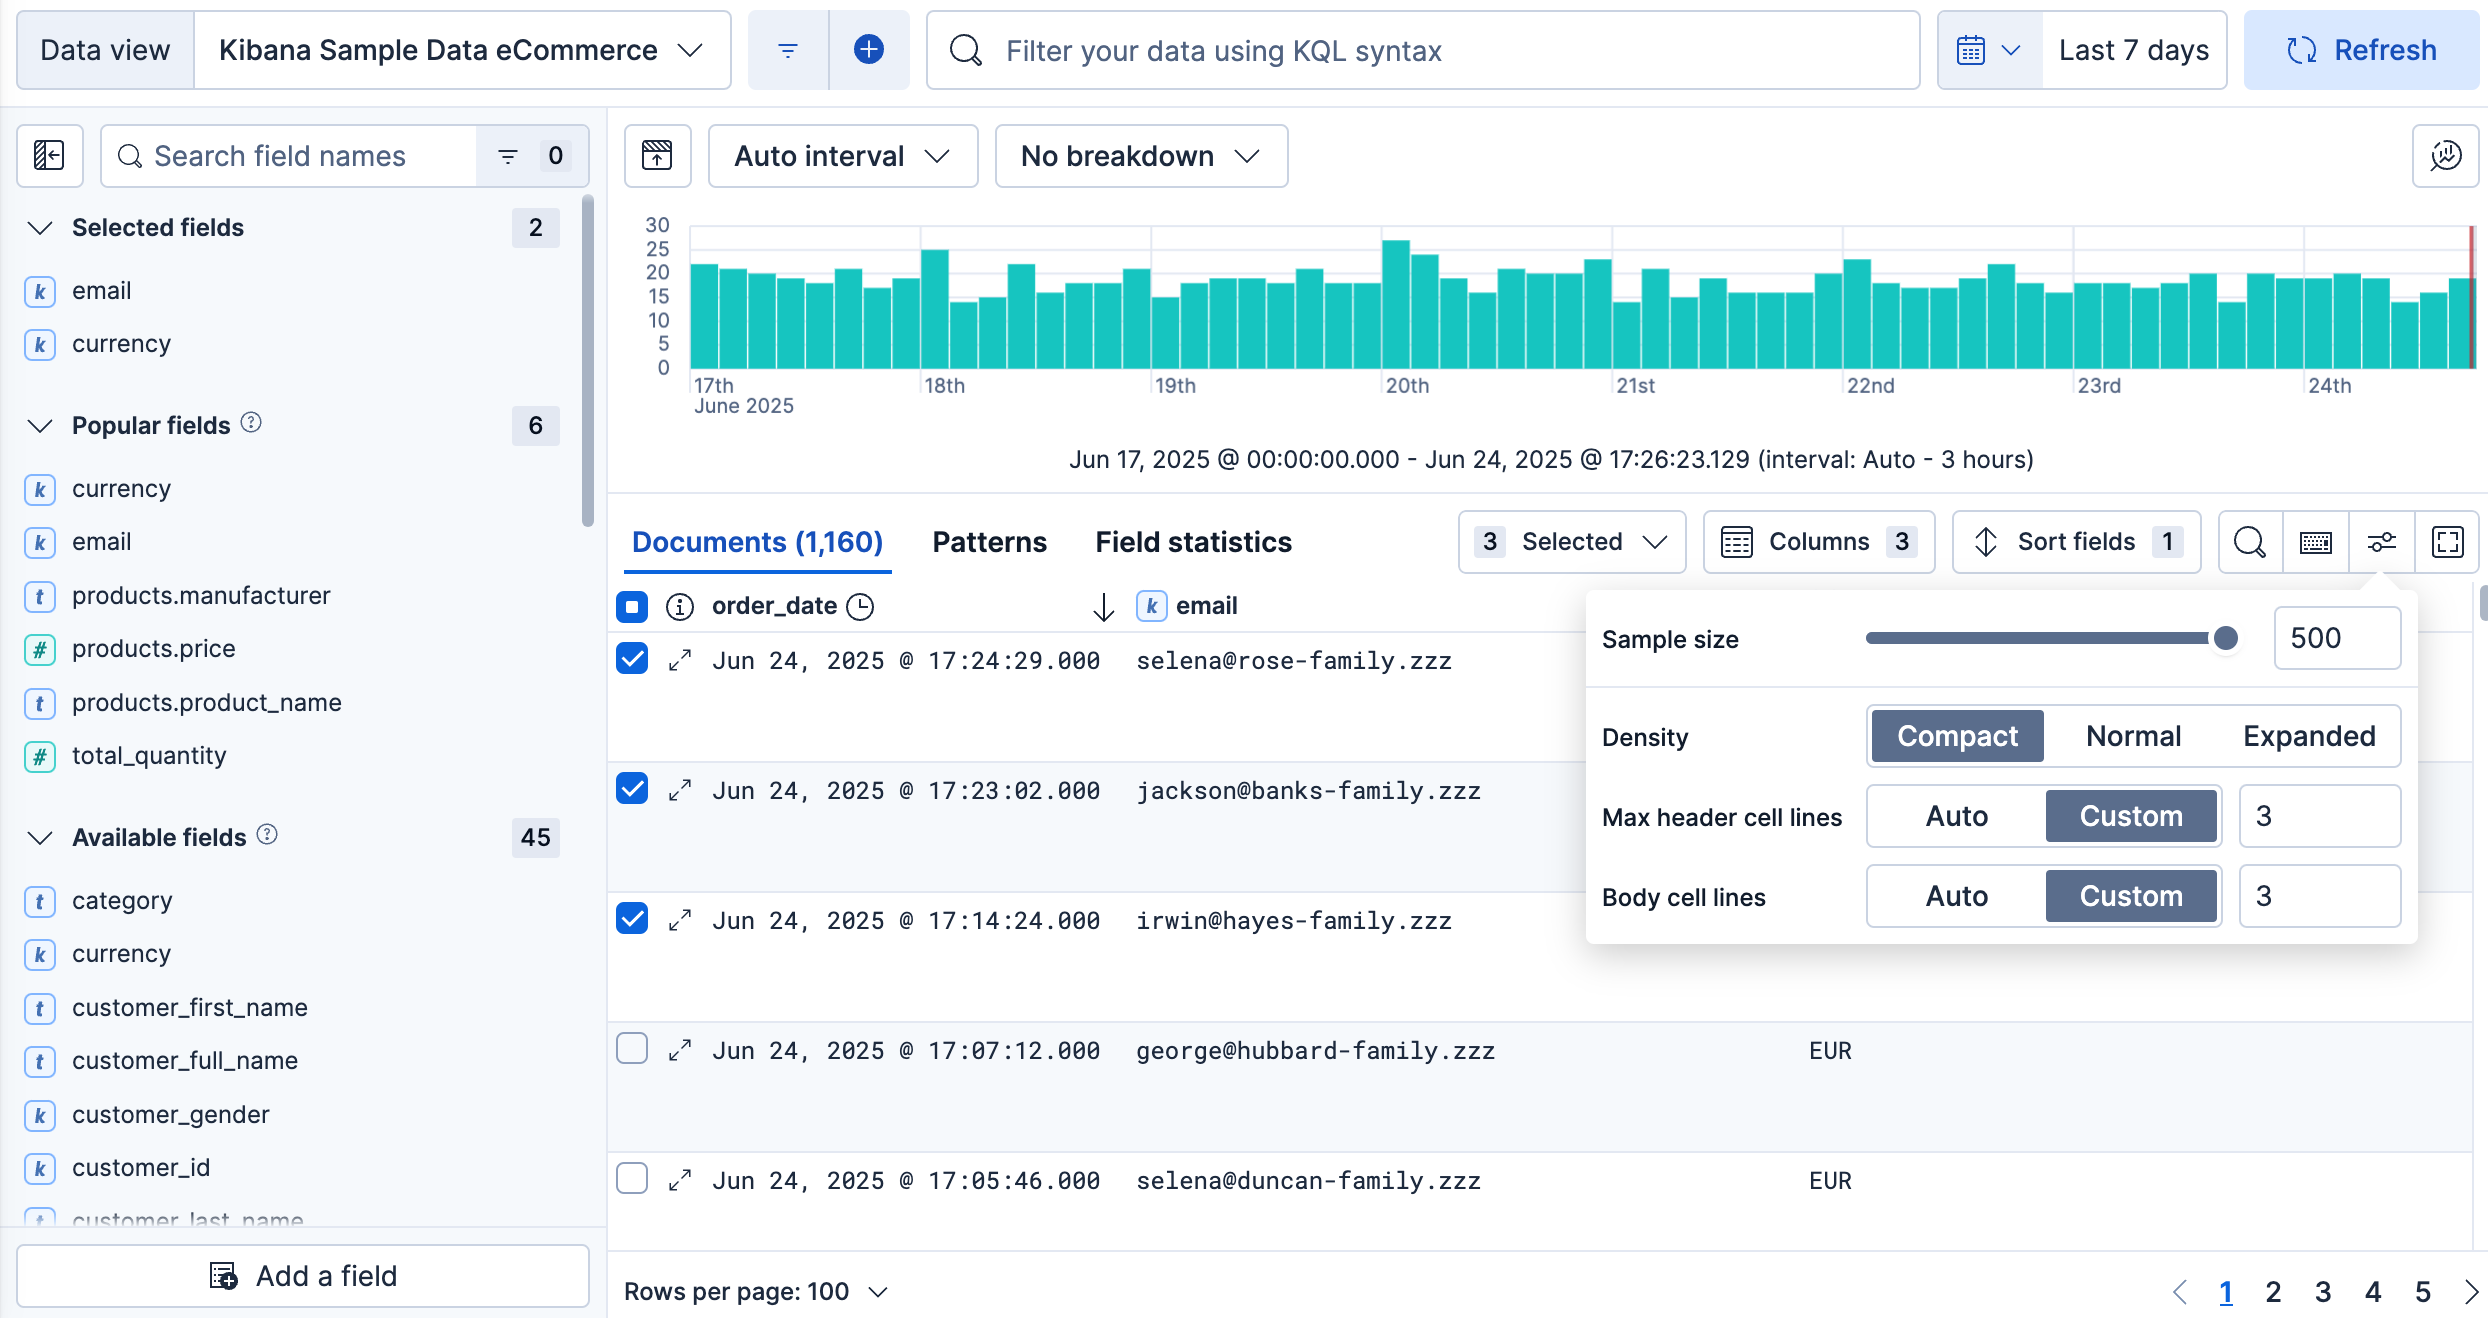 Data view Kibana Sample Data eCommerce Filter your data using KQL syntax Last 7 days Refresh
Search field names 0
Selected fields 2
k email
k currency
Popular fields 6
k currency
k email
t products.manufacturer
# products.price
t products.product_name
# total_quantity
Available fields 45
t category
k currency
t customer_first_name
t customer_full_name
k customer_gender
k customer_id
t customer_last_name
Add a field
Auto interval No breakdown
30
25
20
15
10
5
0
17th 18th 19th 20th 21st 22nd 23rd 24th
June 2025
Jun 17, 2025 @ 00:00:00.000 - Jun 24, 2025 @ 17:26:23.129 (interval: Auto - 3 hours)
Documents (1,160) Patterns Field statistics 3 Selected Columns 3 Sort fields 1
order_date k email
Jun 24, 2025 @ 17:24:29.000 selena@rose-family.zzz
Jun 24, 2025 @ 17:23:02.000 jackson@banks-family.zzz
Jun 24, 2025 @ 17:14:24.000 irwin@hayes-family.zzz
Jun 24, 2025 @ 17:07:12.000 george@hubbard-family.zzz EUR
Jun 24, 2025 @ 17:05:46.000 selena@duncan-family.zzz EUR
Sample size 500
Density Compact Normal Expanded
Max header cell lines Auto Custom 3
Body cell lines Auto Custom 3
Rows per page: 100 1 2 3 4 5